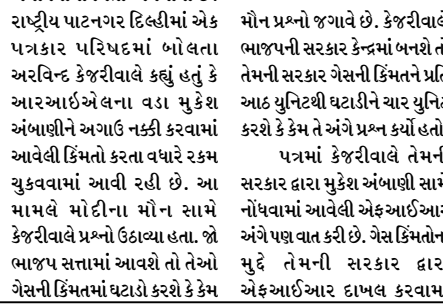 રાષ્ટ્રીય પાટનગર દિલ્હીમાં એક
પત્રકાર પરિષદમાં બોલતા
અરવિન્દ કેજરીવાલે કહ્યું હતું કે
આરઆઇએલના વડા મુકેશ
અંબાણીને અગાઉ નક્કી કરવામાં
આવેલી કિંમતો કરતા વધારે રકમ
ચુકવવામાં આવી રહી છે. આ
મામલે મોદીના મૌન સામે
કેજરીવાલે પ્રશ્નો ઉઠાવ્યા હતા. જો
ભાજપ સત્તામાં આવશે તો તેઓ
ગેસની કિંમતમાં ઘટાડો કરશે કે કેમ
મૌન પ્રશ્નો જગાવે છે. કેજરીવાલે
ભાજપની સરકાર કેન્દ્રમાં બનશે તો
તેમની સરકાર ગેસની કિંમતને પ્રતિ
આઠ યુનિટથી ઘટાડીને ચાર યુનિટ
કરશે કે કેમ તે અંગે પ્રશ્ન કર્યો હતો
પત્રમાં કેજરીવાલે તેમની
સરકાર દ્વારા મુકેશ અંબાણી સામે
નોંધવામાં આવેલી એફઆઈઆર
અંગે પણ વાત કરી છે. ગેસ કિંમતોના
મુદ્દે તેમની સરકાર દ્વારા
એફઆઈઆર દાખલ કરવામાં